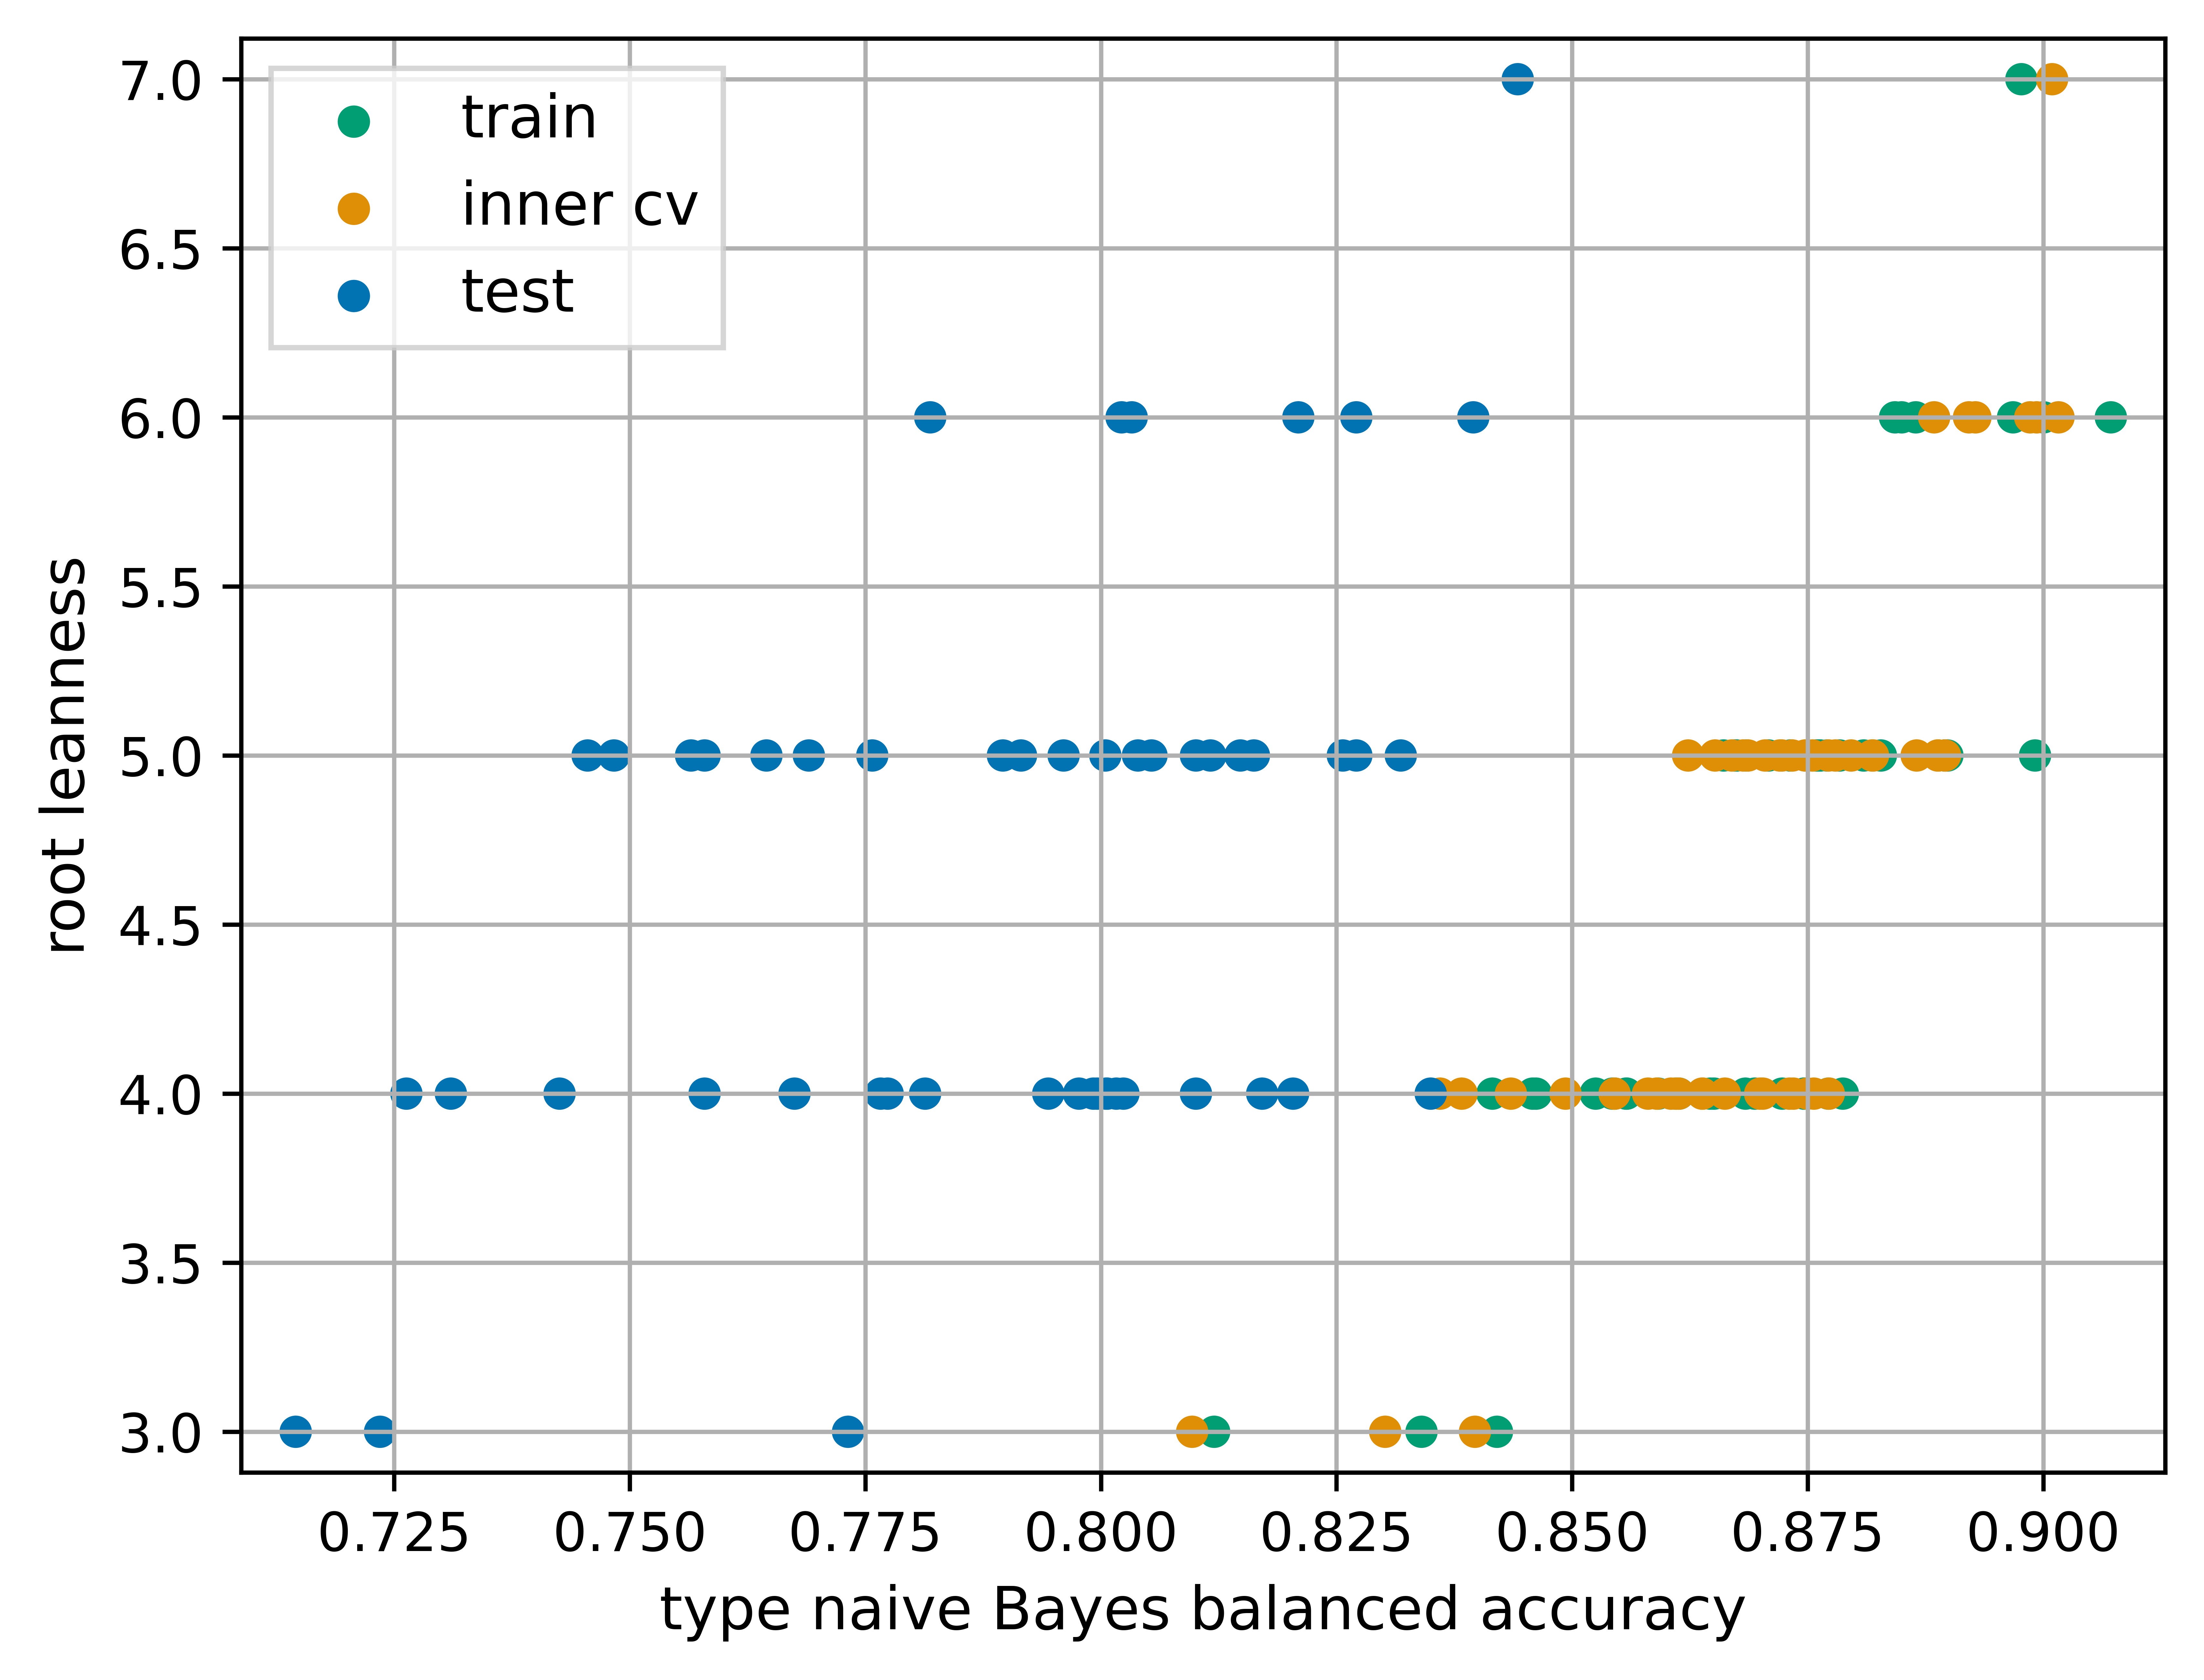 train
inner cv
test
7.0
6.5
6.0
5.5
5.0
4.5
4.0
3.5
3.0
root leanness
0.725 0.750 0.775 0.800 0.825 0.850 0.875 0.900
type naive Bayes balanced accuracy